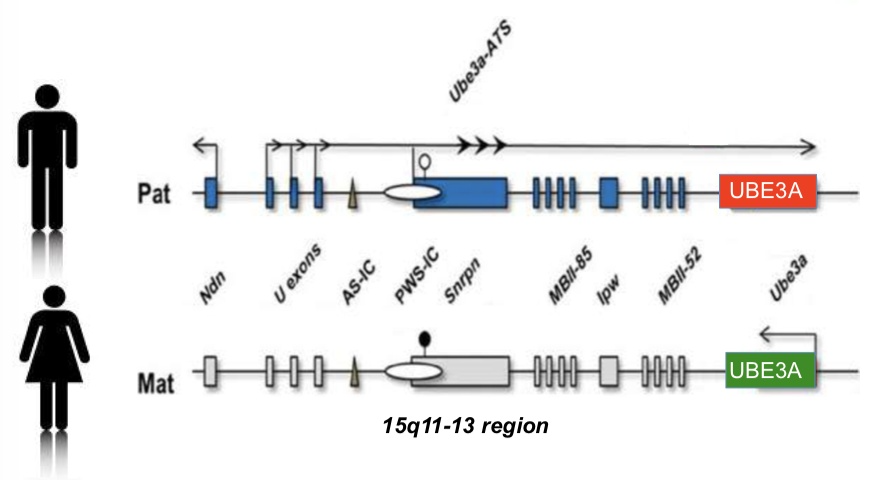 Ube3a-ATS
Pat
UBE3A
Ndn
U exons
AS-IC
PWS-IC
Snrpn
MBII-85
Ipw
MBII-52
Ube3a
Mat
UBE3A
15q11-13 region